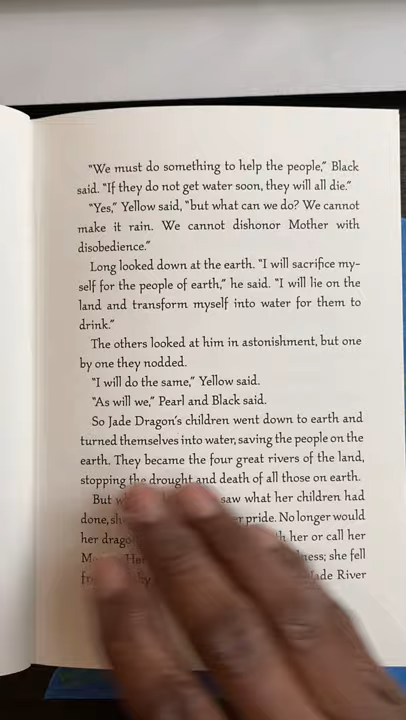 "We must do something to help the people," Black
said. "If they do not get water soon, they will all die."
"Yes," Yellow said, "but what can we do? We cannot
make it rain. We cannot dishonor Mother with
disobedience."
Long looked down at the earth. "I will sacrifice my-
self for the people of earth," he said. "I will lie on the
land and transform myself into water for them to
drink."
The others looked at him in astonishment, but one
by one they nodded.
"I will do the same," Yellow said.
"As will we," Pearl and Black said.
So Jade Dragon's children went down to earth and
turned themselves into water, saving the people on the
earth. They became the four great rivers of the land,
stopping the drought and death of all those on earth.
But saw what her children had
done, pride. No longer would
her her or call her
she fell
River